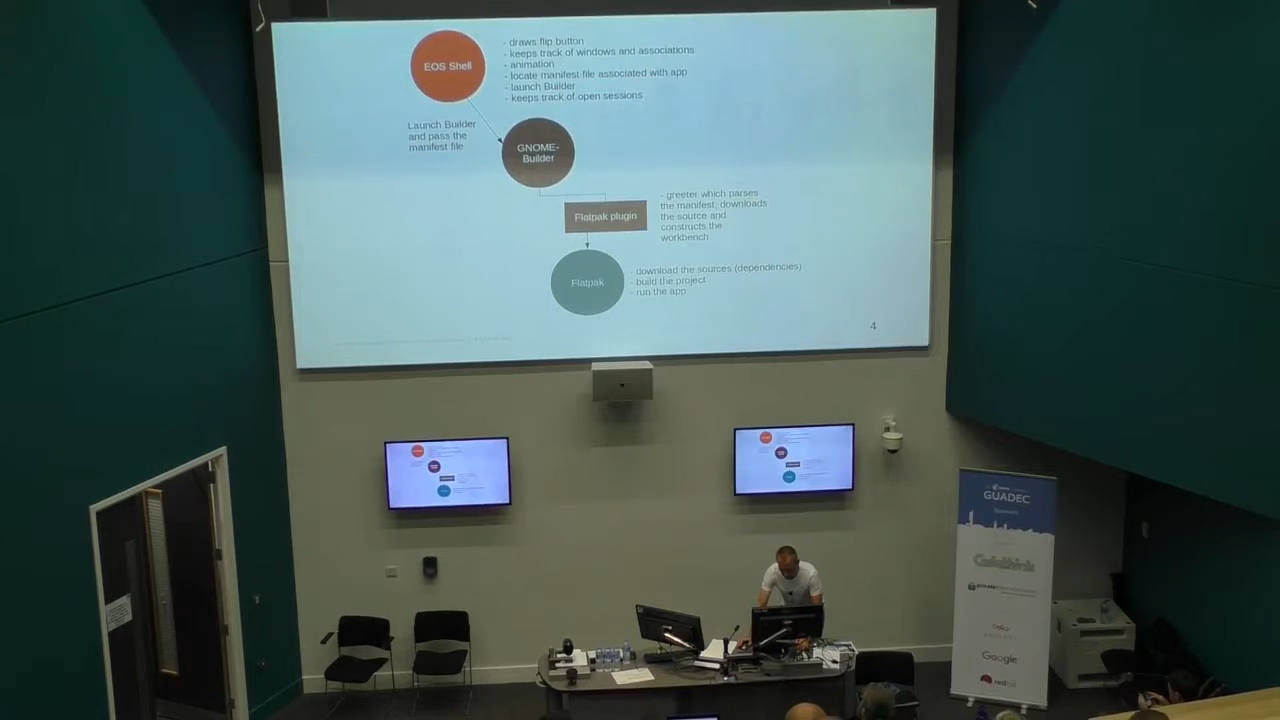 EOS Shell
- draws flip button
- keeps track of windows and associations
- animation
- locate manifest file associated with app
- launch Builder
- keeps track of open sessions
Launch Builder
and pass the
manifest file
GNOME-
Builder
Flatpak plugin
- greeter which parses
the manifest, downloads
the source and
constructs the
workbench
Flatpak
- download the sources (dependencies)
- build the project
- run the app
4
GUADEC
Codethink
Google
redhat